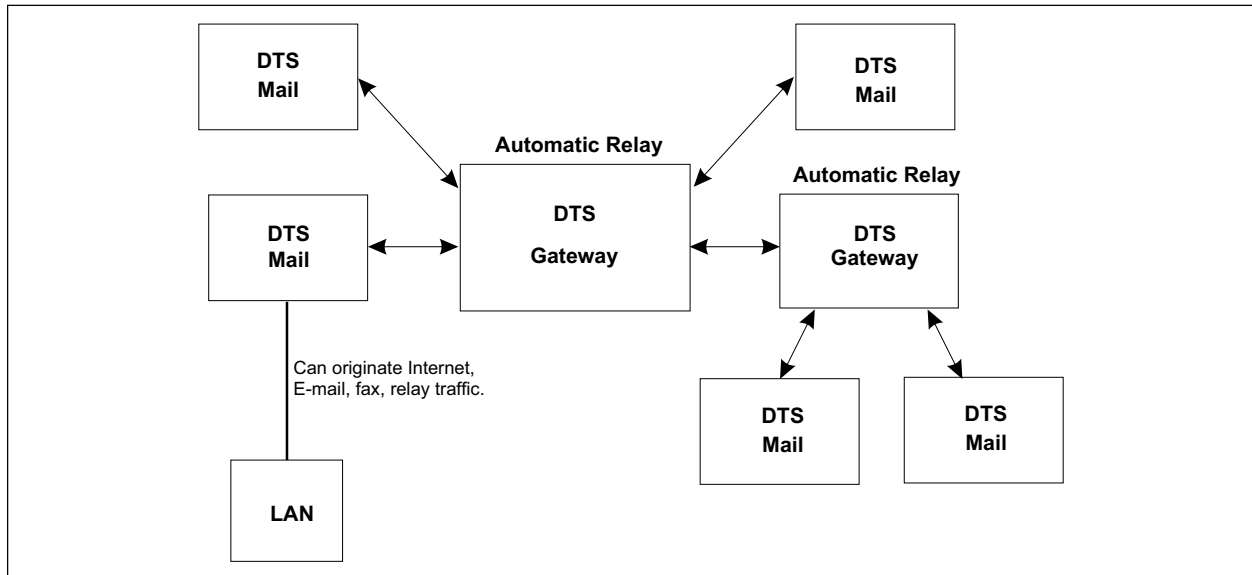 DTS
Mail
DTS
Mail
Automatic Relay
DTS
Gateway
Automatic Relay
DTS
Gateway
DTS
Mail
Can originate Internet,
E-mail, fax, relay traffic.
DTS
Mail
DTS
Mail
LAN